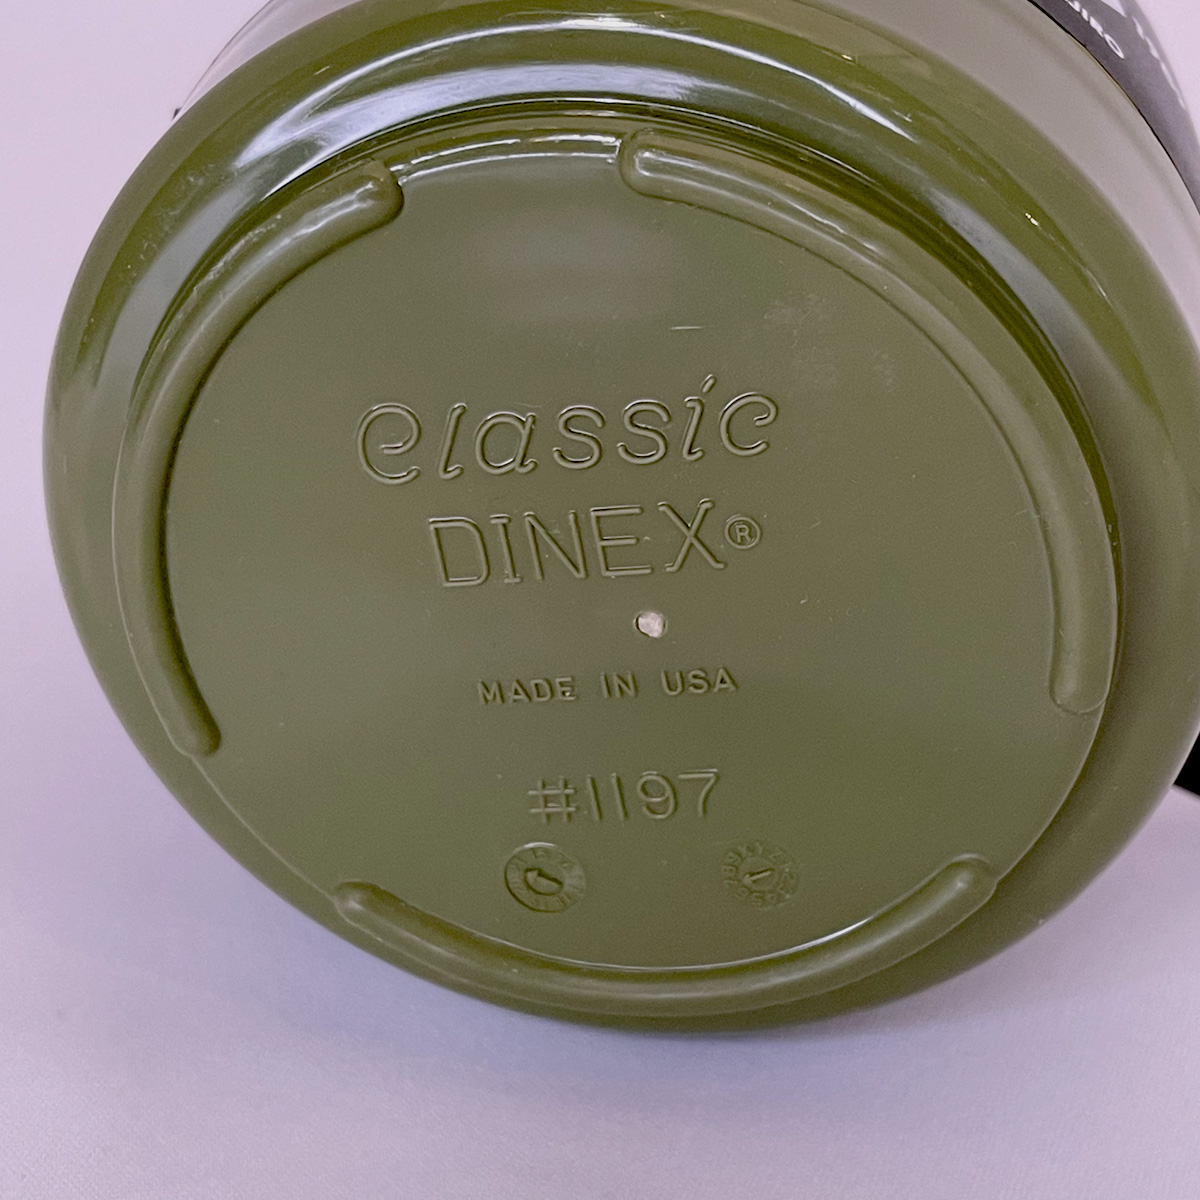 Classic
DINEX®
MADE IN USA
#1197